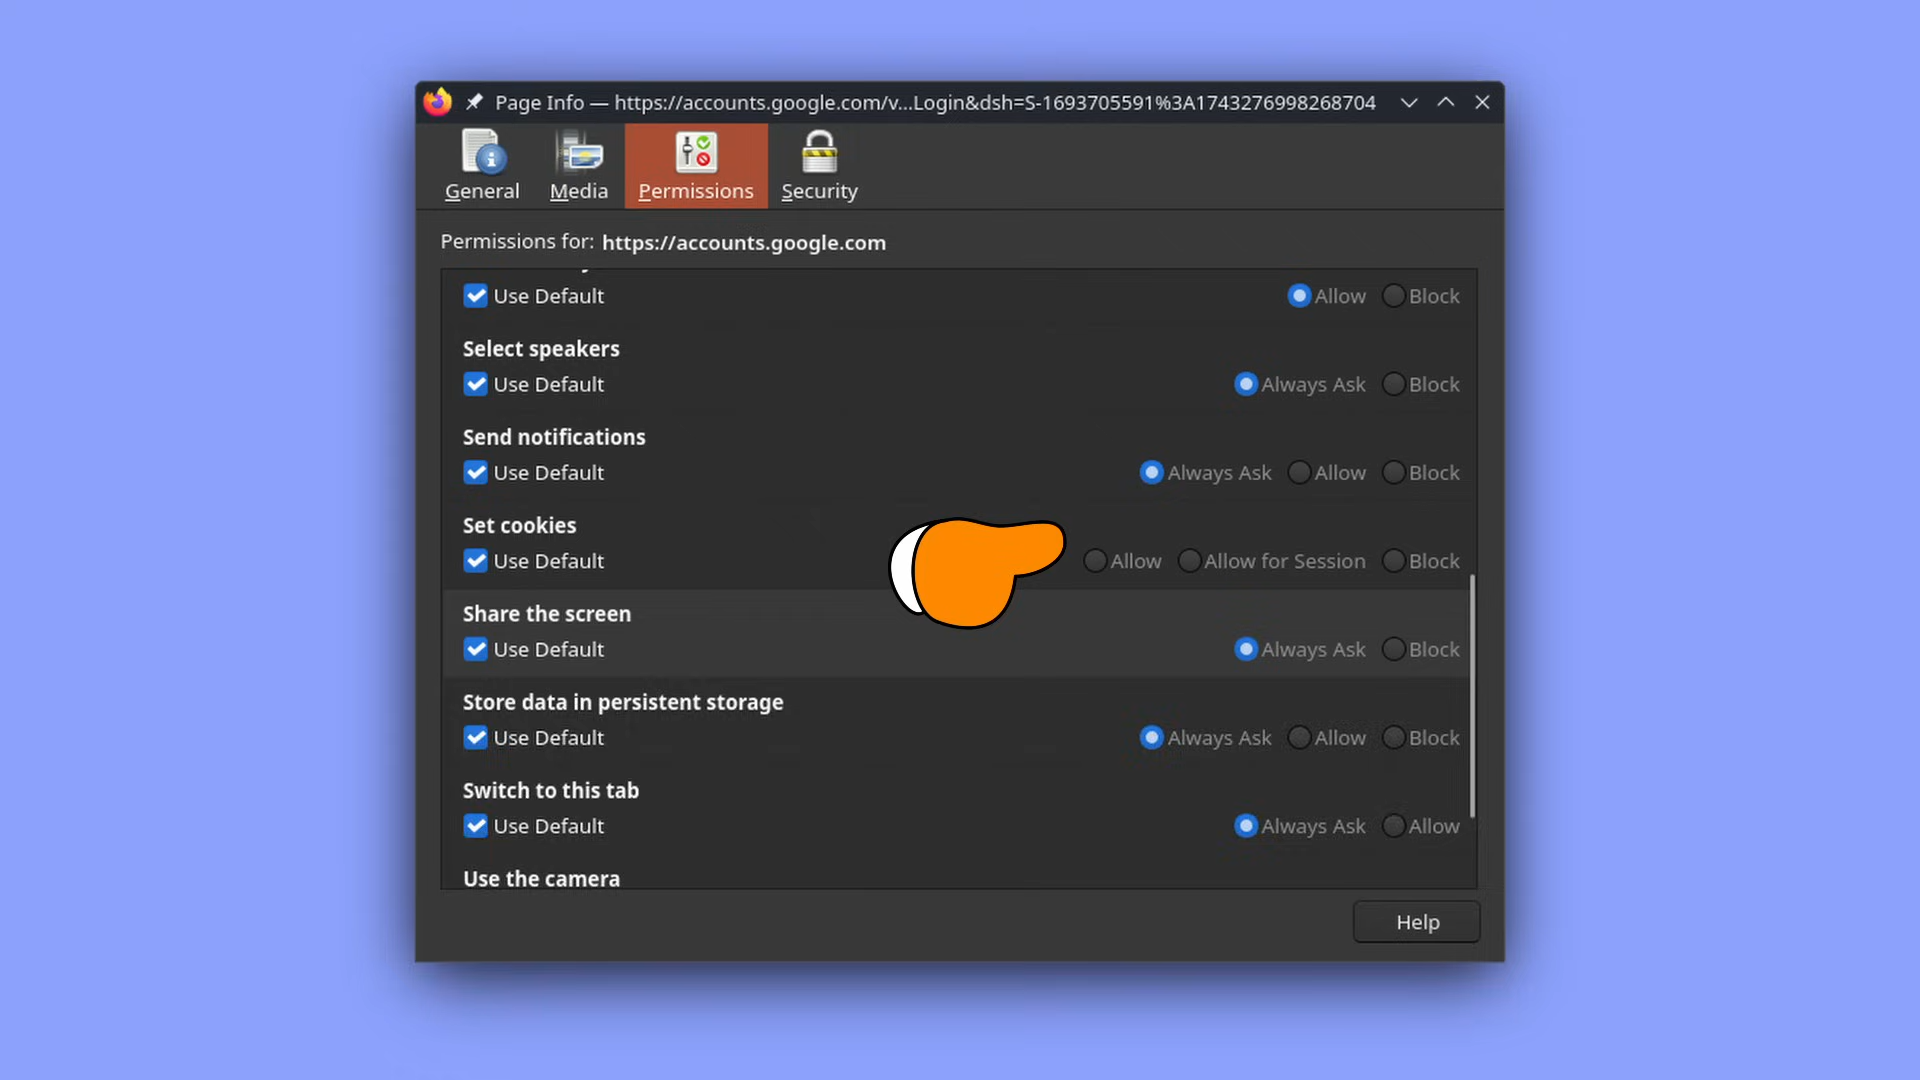 Page Info — https://accounts.google.com/v...Login&dsh=S-1693705591%3A1743276998268704
General Media Permissions Security
Permissions for: https://accounts.google.com
Use Default Allow Block
Select speakers
Use Default Always Ask Block
Send notifications
Use Default Always Ask Allow Block
Set cookies
Use Default Allow Allow for Session Block
Share the screen
Use Default Always Ask Block
Store data in persistent storage
Use Default Always Ask Allow Block
Switch to this tab
Use Default Always Ask Allow
Use the camera
Help